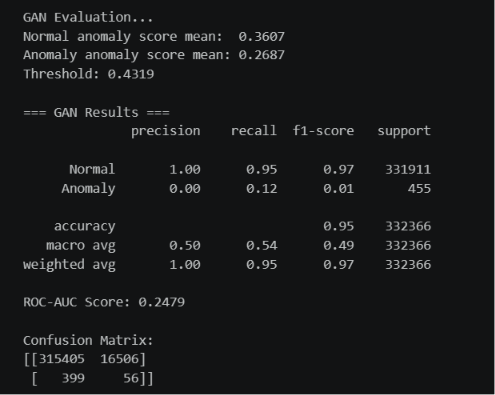 GAN Evaluation...
Normal anomaly score mean:  0.3607
Anomaly anomaly score mean: 0.2687
Threshold: 0.4319

=== GAN Results ===
              precision    recall  f1-score   support

      Normal       1.00      0.95      0.97    331911
     Anomaly       0.00      0.12      0.01       455

    accuracy                           0.95    332366
   macro avg       0.50      0.54      0.49    332366
weighted avg       1.00      0.95      0.97    332366

ROC-AUC Score: 0.2479

Confusion Matrix:
[[315405  16506]
 [   399     56]]